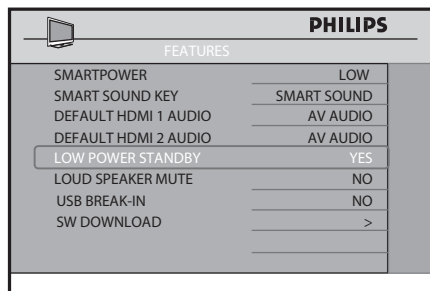 PHILIPS
FEATURES
SMARTPOWER LOW
SMART SOUND KEY SMART SOUND
DEFAULT HDMI 1 AUDIO AV AUDIO
DEFAULT HDMI 2 AUDIO AV AUDIO
LOW POWER STANDBY YES
LOUD SPEAKER MUTE NO
USB BREAK-IN NO
SW DOWNLOAD >